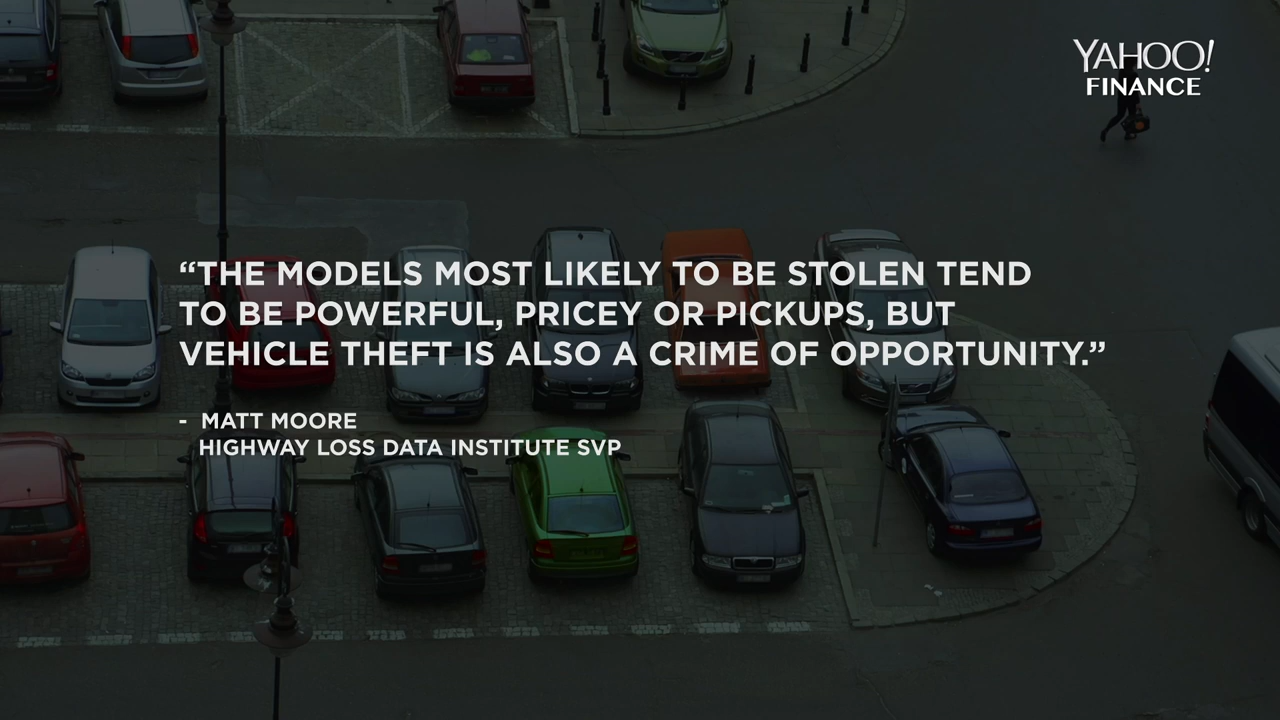 YAHOO!
FINANCE
“THE MODELS MOST LIKELY TO BE STOLEN TEND
TO BE POWERFUL, PRICEY OR PICKUPS, BUT
VEHICLE THEFT IS ALSO A CRIME OF OPPORTUNITY.”
- MATT MOORE
HIGHWAY LOSS DATA INSTITUTE SVP